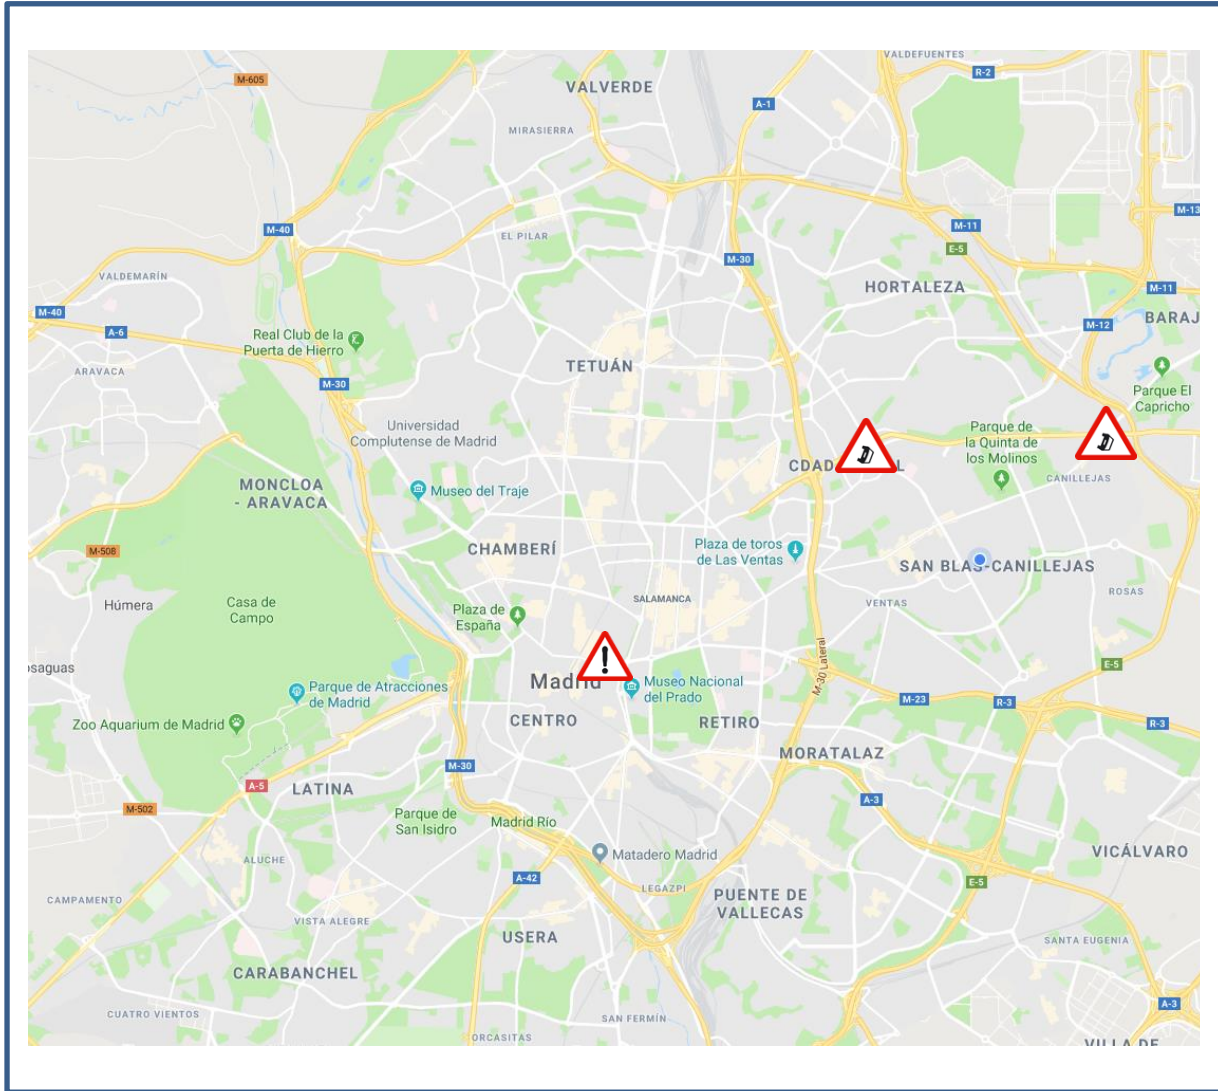 VALDEFUENTES
M-605
R-2
VALVERDE
A-1
MIRASIERRA
M-13
M-40
M-11
EL PILAR
E-5
M-30
VALDEMARÍN
HORTALEZA
M-11
M-40
BARAJ
A-6
M-12
Real Club de la
Puerta de Hierro
TETUÁN
ARAVACA
M-30
Parque El
Capricho
Universidad
Complutense de Madrid
Parque de
la Quinta de
los Molinos
CDAD
L
CANILLEJAS
MONCLOA
- ARAVACA
Museo del Traje
M-508
CHAMBERÍ
Plaza de toros
de Las Ventas
SAN BLAS-CANILLEJAS
ROSAS
Húmera
Casa de
Campo
SALAMANCA
VENTAS
Plaza de
España
osaguas
M-30 Lateral
E-5
Madrid
Museo Nacional
del Prado
Parque de Atracciones
de Madrid
M-23
R-3
Zoo Aquarium de Madrid
CENTRO
RETIRO
R-3
MORATALAZ
M-30
A-5
LATINA
M-502
A-3
Parque de
San Isidro
Madrid Río
Matadero Madrid
VICÁLVARO
ALUCHE
A-42
LEGAZPI
E-5
CAMPAMENTO
PUENTE DE
VALLECAS
VISTA ALEGRE
USERA
SANTA EUGENIA
CARABANCHEL
A-3
CUATRO VIENTOS
SAN FERMÍN
ORCASITAS
VILLA DE